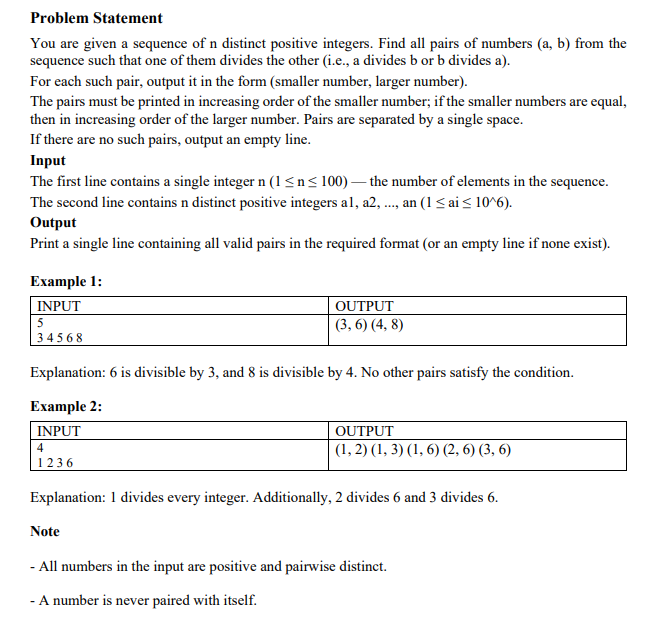 Problem Statement
You are given a sequence of n distinct positive integers. Find all pairs of numbers (a, b) from the
sequence such that one of them divides the other (i.e., a divides b or b divides a).
For each such pair, output it in the form (smaller number, larger number).
The pairs must be printed in increasing order of the smaller number; if the smaller numbers are equal,
then in increasing order of the larger number. Pairs are separated by a single space.
If there are no such pairs, output an empty line.
Input
The first line contains a single integer n (1 ≤ n ≤ 100) — the number of elements in the sequence.
The second line contains n distinct positive integers a1, a2, ..., an (1 ≤ ai ≤ 10^6).
Output
Print a single line containing all valid pairs in the required format (or an empty line if none exist).
Example 1:
INPUT OUTPUT
5 (3, 6) (4, 8)
3 4 5 6 8
Explanation: 6 is divisible by 3, and 8 is divisible by 4. No other pairs satisfy the condition.
Example 2:
INPUT OUTPUT
4 (1, 2) (1, 3) (1, 6) (2, 6) (3, 6)
1 2 3 6
Explanation: 1 divides every integer. Additionally, 2 divides 6 and 3 divides 6.
Note
- All numbers in the input are positive and pairwise distinct.
- A number is never paired with itself.